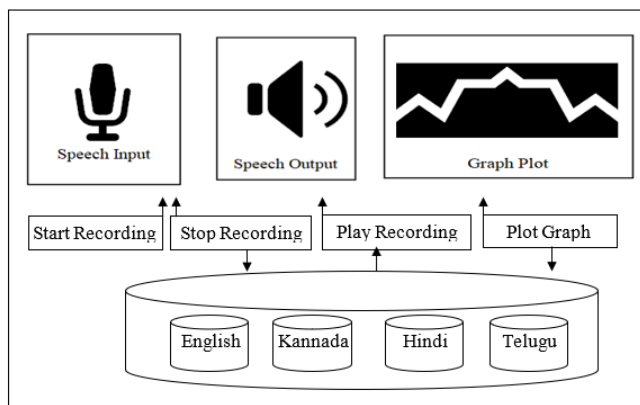 Speech Input
Speech Output
Graph Plot
Start Recording
Stop Recording
Play Recording
Plot Graph
English
Kannada
Hindi
Telugu